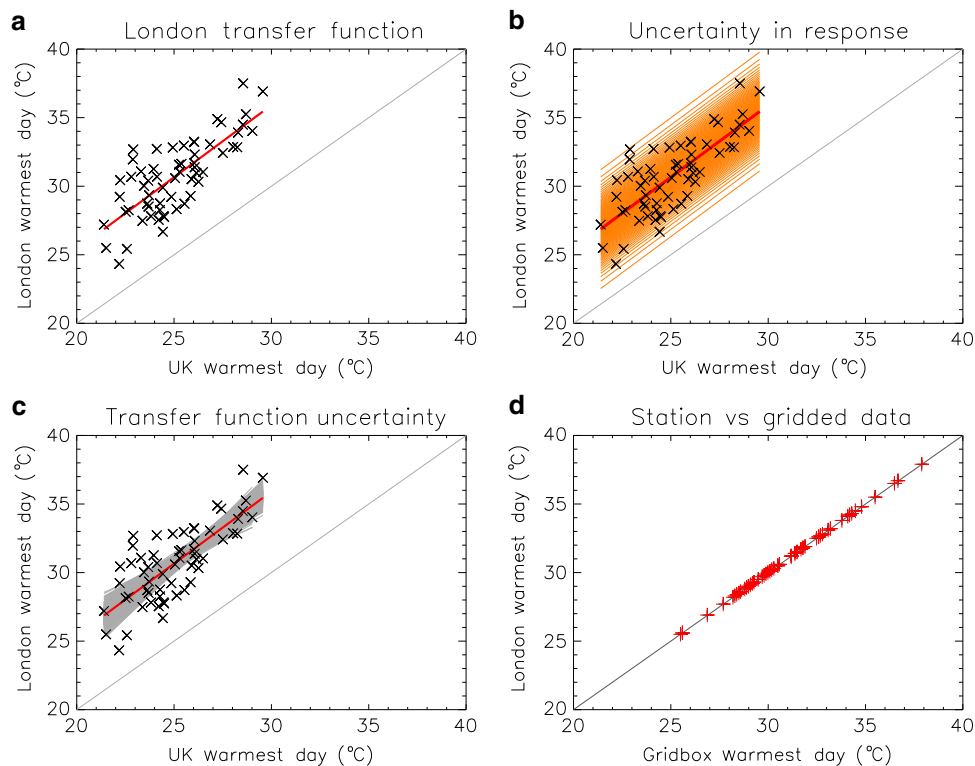 a
London transfer function
40
35
30
25
20
London warmest day (°C)
20 25 30 35 40
UK warmest day (°C)
b
Uncertainty in response
40
35
30
25
20
London warmest day (°C)
20 25 30 35 40
UK warmest day (°C)
c
Transfer function uncertainty
40
35
30
25
20
London warmest day (°C)
20 25 30 35 40
UK warmest day (°C)
d
Station vs gridded data
40
35
30
25
20
London warmest day (°C)
20 25 30 35 40
Gridbox warmest day (°C)